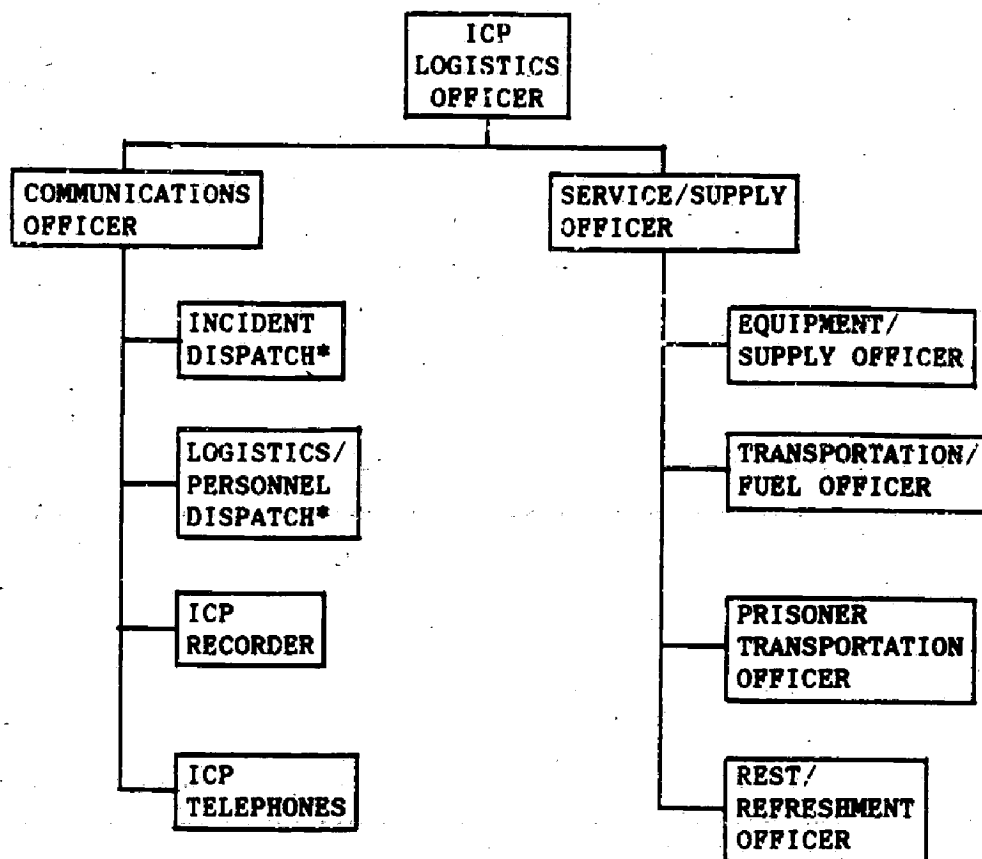 ICP
LOGISTICS
OFFICER
COMMUNICATIONS
OFFICER
SERVICE/SUPPLY
OFFICER
INCIDENT
DISPATCH*
LOGISTICS/
PERSONNEL
DISPATCH*
ICP
RECORDER
ICP
TELEPHONES
EQUIPMENT/
SUPPLY OFFICER
TRANSPORTATION/
FUEL OFFICER
PRISONER
TRANSPORTATION
OFFICER
REST/
REFRESHMENT
OFFICER